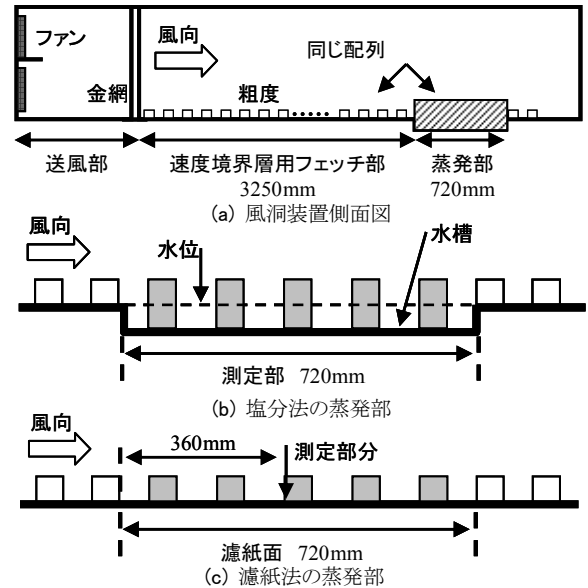 ファン
風向
同じ配列
金網
粗度
送風部
速度境界層用フェッチ部
蒸発部
3250mm
720mm
(a) 風洞装置側面図
風向
水位
水槽
測定部 720mm
(b) 塩分法の蒸発部
風向
360mm
測定部分
濾紙面 720mm
(c) 濾紙法の蒸発部